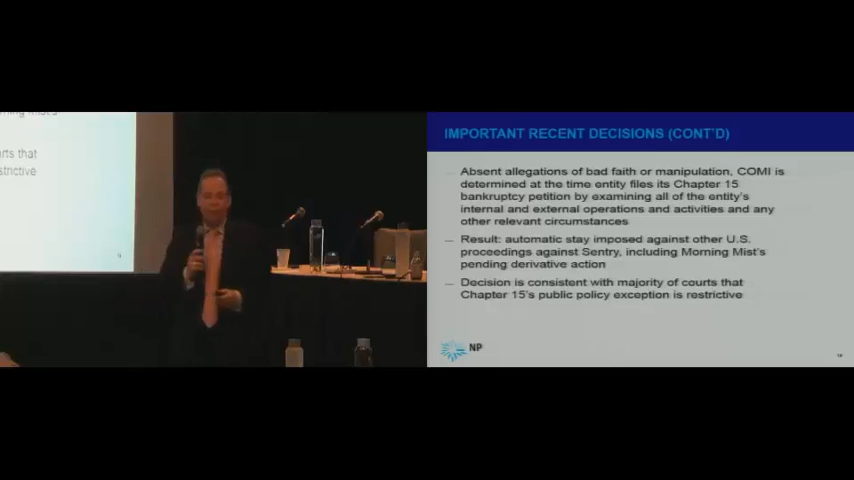 rts that
strictive
IMPORTANT RECENT DECISIONS (CONT'D)
Absent allegations of bad faith or manipulation, COMI is
determined at the time entity files its Chapter 15
bankruptcy petition by examining all of the entity's
internal and external operations and activities and any
other relevant circumstances
— Result: automatic stay imposed against other U.S.
proceedings against Sentry, including Morning Mist's
pending derivative action
— Decision is consistent with majority of courts that
Chapter 15's public policy exception is restrictive
NP